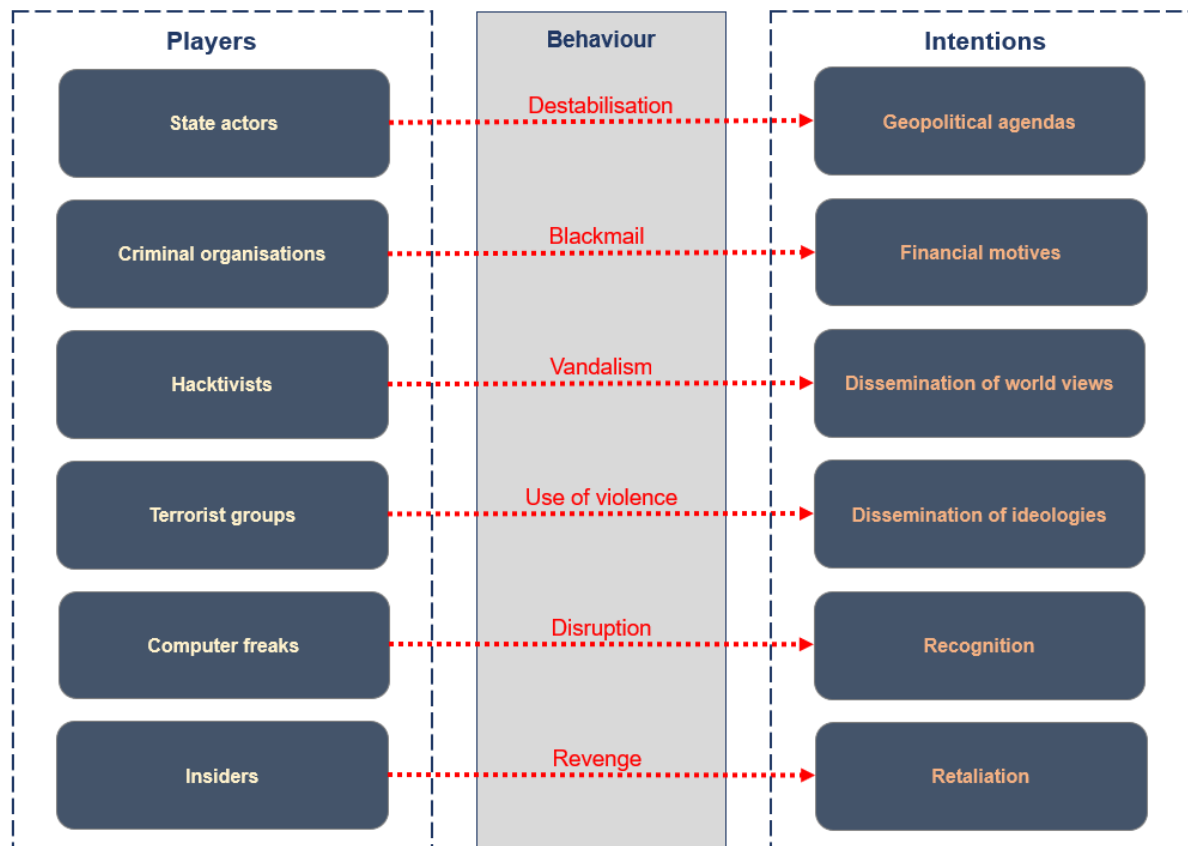 Players
Behaviour
Intentions
State actors
Destabilisation
Geopolitical agendas
Criminal organisations
Blackmail
Financial motives
Hacktivists
Vandalism
Dissemination of world views
Terrorist groups
Use of violence
Dissemination of ideologies
Computer freaks
Disruption
Recognition
Insiders
Revenge
Retaliation